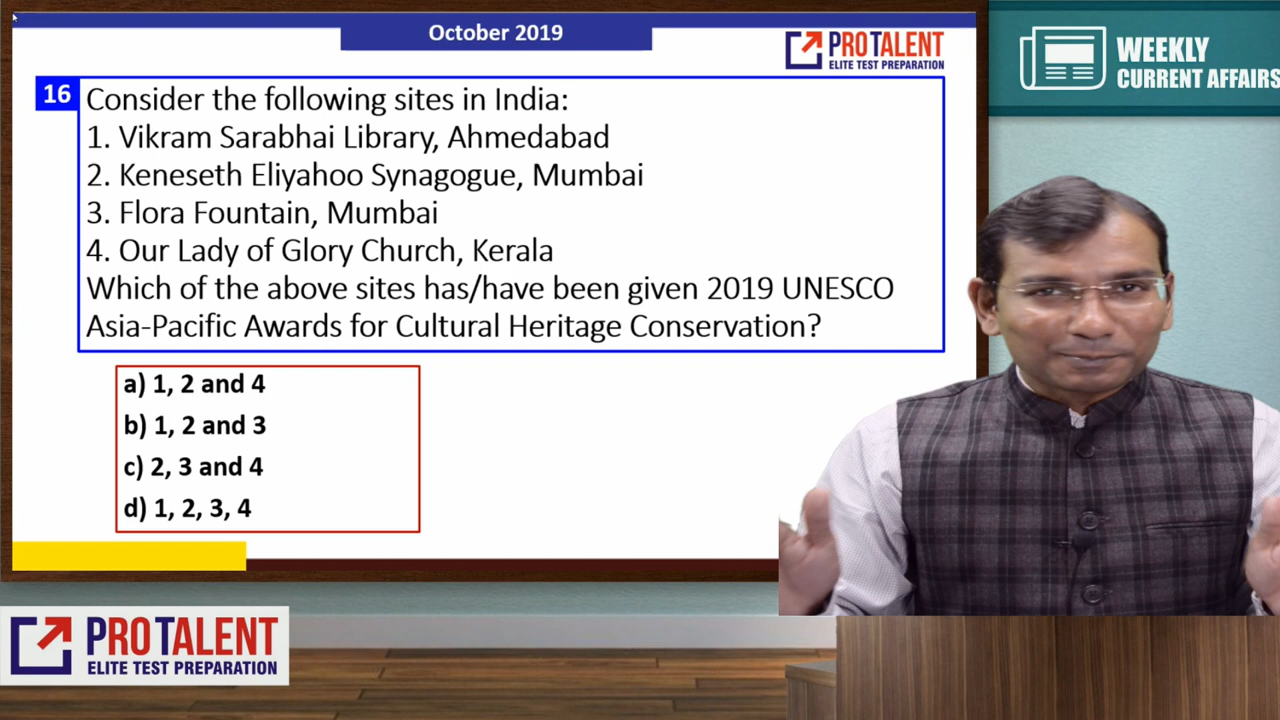 October 2019
PROTALENT
ELITE TEST PREPARATION
WEEKLY
CURRENT AFFAIRS
16
Consider the following sites in India:
1. Vikram Sarabhai Library, Ahmedabad
2. Keneseth Eliyahoo Synagogue, Mumbai
3. Flora Fountain, Mumbai
4. Our Lady of Glory Church, Kerala
Which of the above sites has/have been given 2019 UNESCO
Asia-Pacific Awards for Cultural Heritage Conservation?
a) 1, 2 and 4
b) 1, 2 and 3
c) 2, 3 and 4
d) 1, 2, 3, 4
PROTALENT
ELITE TEST PREPARATION